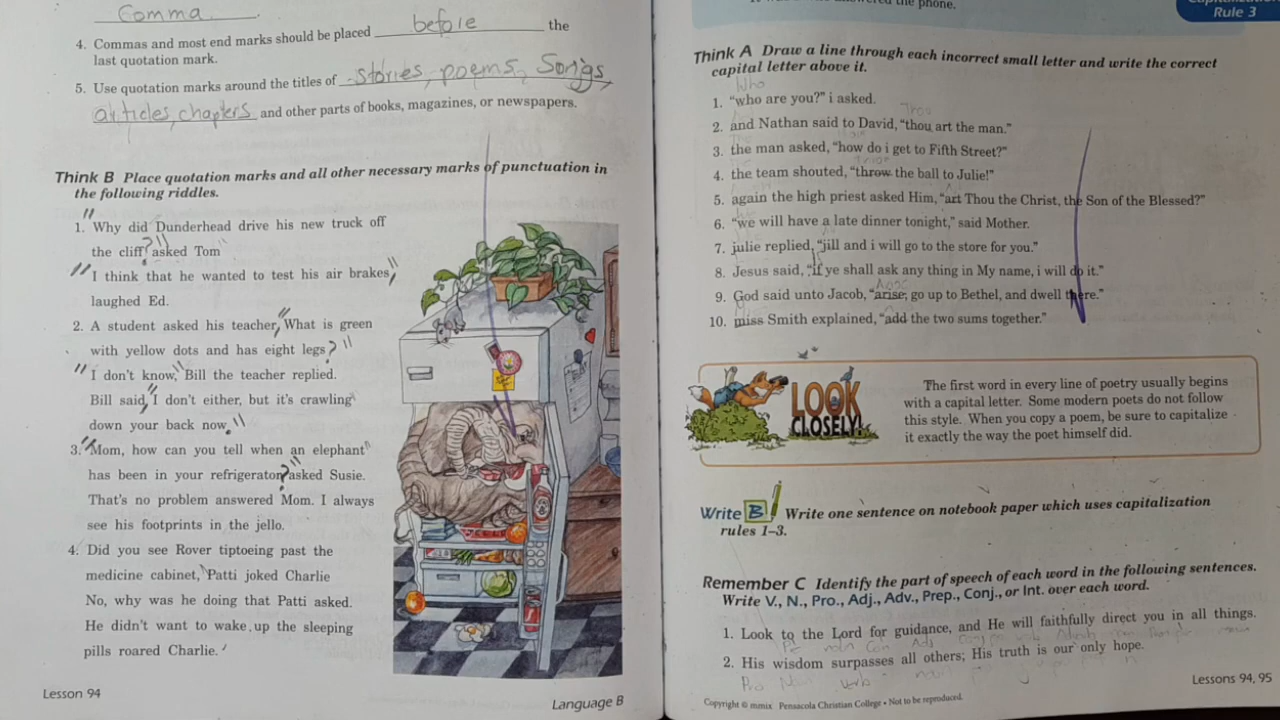 Comma.
4. Commas and most end marks should be placed before the
last quotation mark.
5. Use quotation marks around the titles of stories, poems, Songs,
articles, chapters and other parts of books, magazines, or newspapers.
Think B Place quotation marks and all other necessary marks of punctuation in
the following riddles.
1. "Why did Dunderhead drive his new truck off
the cliff?" asked Tom
"I think that he wanted to test his air brakes,"
laughed Ed.
2. A student asked his teacher, "What is green
with yellow dots and has eight legs?"
"I don't know," Bill the teacher replied.
Bill said, "I don't either, but it's crawling
down your back now."
3. "Mom, how can you tell when an elephant
has been in your refrigerator?" asked Susie.
That's no problem answered Mom. I always
see his footprints in the jello.
4. Did you see Rover tiptoeing past the
medicine cabinet," Patti joked Charlie
No, why was he doing that Patti asked.
He didn't want to wake up the sleeping
pills roared Charlie.
Lesson 94
Language B
the phone.
Rule 3
Think A Draw a line through each incorrect small letter and write the correct
capital letter above it.
Who
1. "who are you?" i asked.
2. and Nathan said to David, "thou art the man."
3. the man asked, "how do i get to Fifth Street?"
4. the team shouted, "throw the ball to Julie!"
5. again the high priest asked Him, "art Thou the Christ, the Son of the Blessed?"
6. "we will have a late dinner tonight," said Mother.
7. julie replied, "jill and i will go to the store for you."
8. Jesus said, "If ye shall ask any thing in My name, i will do it."
9. God said unto Jacob, "arise, go up to Bethel, and dwell there."
10. miss Smith explained, "add the two sums together."
LOOK
CLOSELY!
The first word in every line of poetry usually begins
with a capital letter. Some modern poets do not follow
this style. When you copy a poem, be sure to capitalize
it exactly the way the poet himself did.
Write B Write one sentence on notebook paper which uses capitalization
rules 1–3.
Remember C Identify the part of speech of each word in the following sentences.
Write V., N., Pro., Adj., Adv., Prep., Conj., or Int. over each word.
1. Look to the Lord for guidance, and He will faithfully direct you in all things.
2. His wisdom surpasses all others; His truth is our only hope.
Lessons 94, 95
Copyright © mmix Pensacola Christian College • Not to be reproduced.